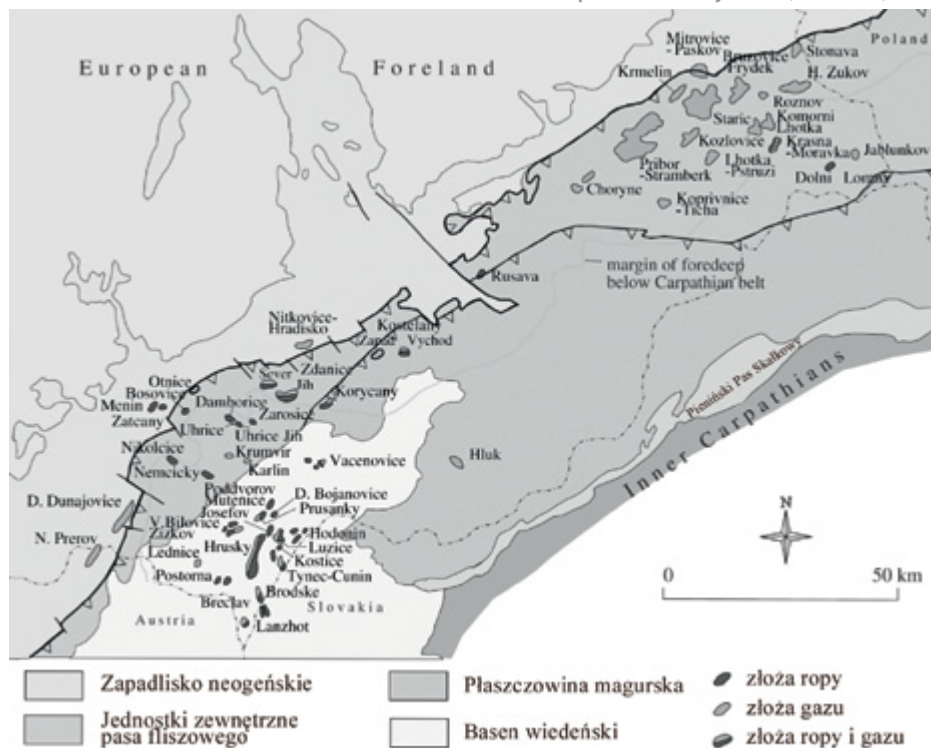 Mitrovice
-Paskov
Bruzovice
Frydek
Stonava
Poland
European
Foreland
Krmelin
H. Zukov
Roznov
Staric
Komorni
Lhotka
Kozlovice
Krasna
-Moravka
Jablunkov
Pribor
-Stramberk
Lhotka
-Pstruzi
Dolni Lomny
Choryne
Koprivnice
-Ticha
Rusava
margin of foredeep
below Carpathian belt
Nitkovice-
Hradisko
Kostelany
Zapad
Vychod
Zdanice
Sever
Jih
Otnice
Bosovice
Korycany
Menin
Damborice
Zarosice
Zatcany
Uhrice
Uhrice Jih
Pieniński Pas Skałkowy
Inner Carpathians
Nikolcice
Krumvir
Karlin
Vacenovice
Hluk
Nemcicky
Poddvorov
D. Dunajovice
Mutenice
D. Bojanovice
Josefov
Prusanky
V. Bilovice
Zizkov
Hodonin
N. Prerov
Hrusky
Luzice
Lednice
Kostice
Postorna
Tynec-Cunin
Brodske
Breclav
Slovakia
Austria
Lanzhot
N
0
50 km
Zapadlisko neogeńskie
Płaszczowina magurska
złoża ropy
Jednostki zewnętrzne
pasa fliszowego
Basen wiedeński
złoża gazu
złoża ropy i gazu